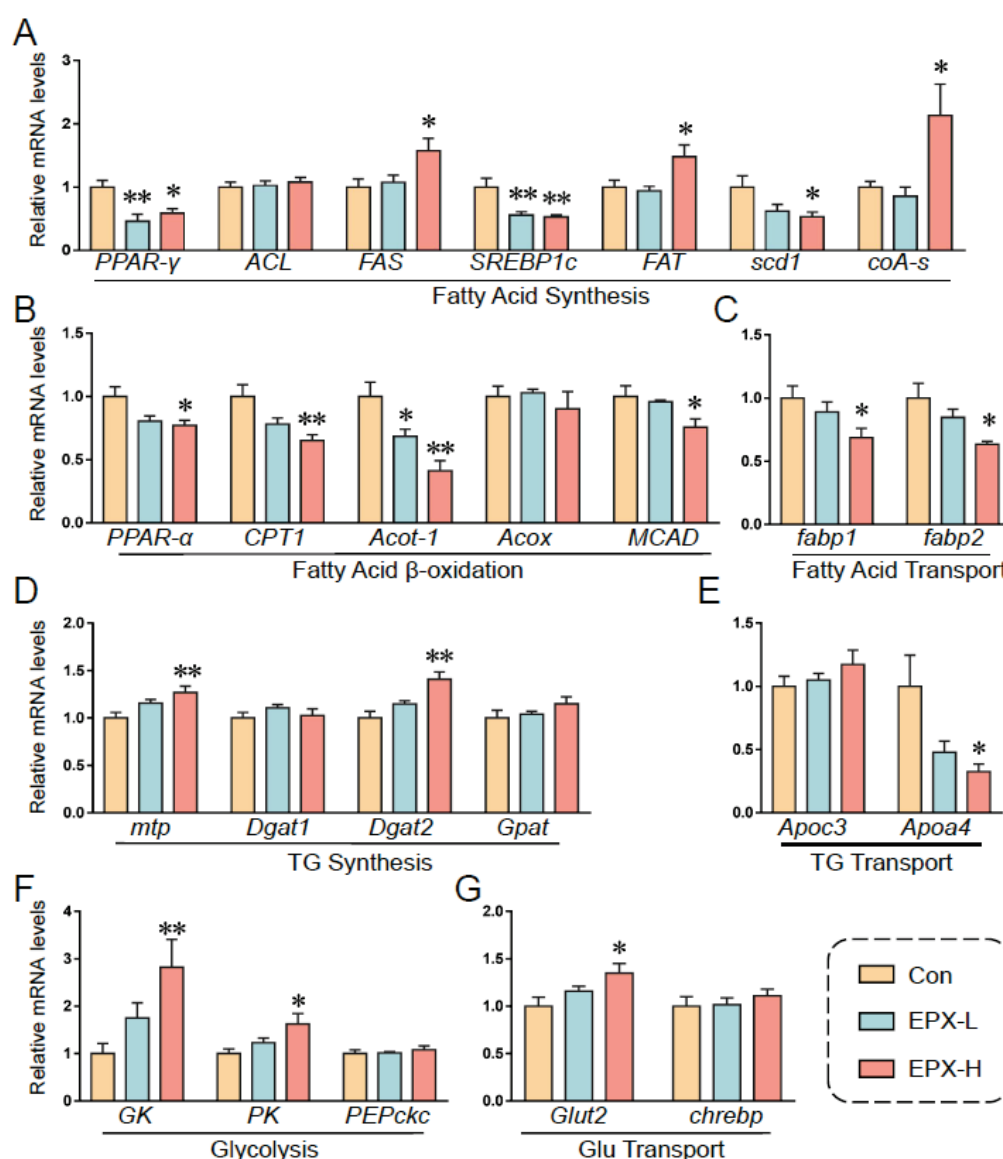 A
Relative mRNA levels
3
2
1
0
** * * ** ** * * *
PPAR-γ ACL FAS SREBP1c FAT scd1 coA-s
Fatty Acid Synthesis
B
Relative mRNA levels
1.5
1.0
0.5
0.0
* ** * ** *
PPAR-α CPT1 Acot-1 Acox MCAD
Fatty Acid β-oxidation
C
1.5
1.0
0.5
0.0
* *
fabp1 fabp2
Fatty Acid Transport
D
Relative mRNA levels
2.0
1.5
1.0
0.5
0.0
** **
mtp Dgat1 Dgat2 Gpat
TG Synthesis
E
1.5
1.0
0.5
0.0
*
Apoc3 Apoa4
TG Transport
F
Relative mRNA levels
4
3
2
1
0
** *
GK PK PEPckc
Glycolysis
G
2.0
1.5
1.0
0.5
0.0
*
Glut2 chrebp
Glu Transport
Con
EPX-L
EPX-H